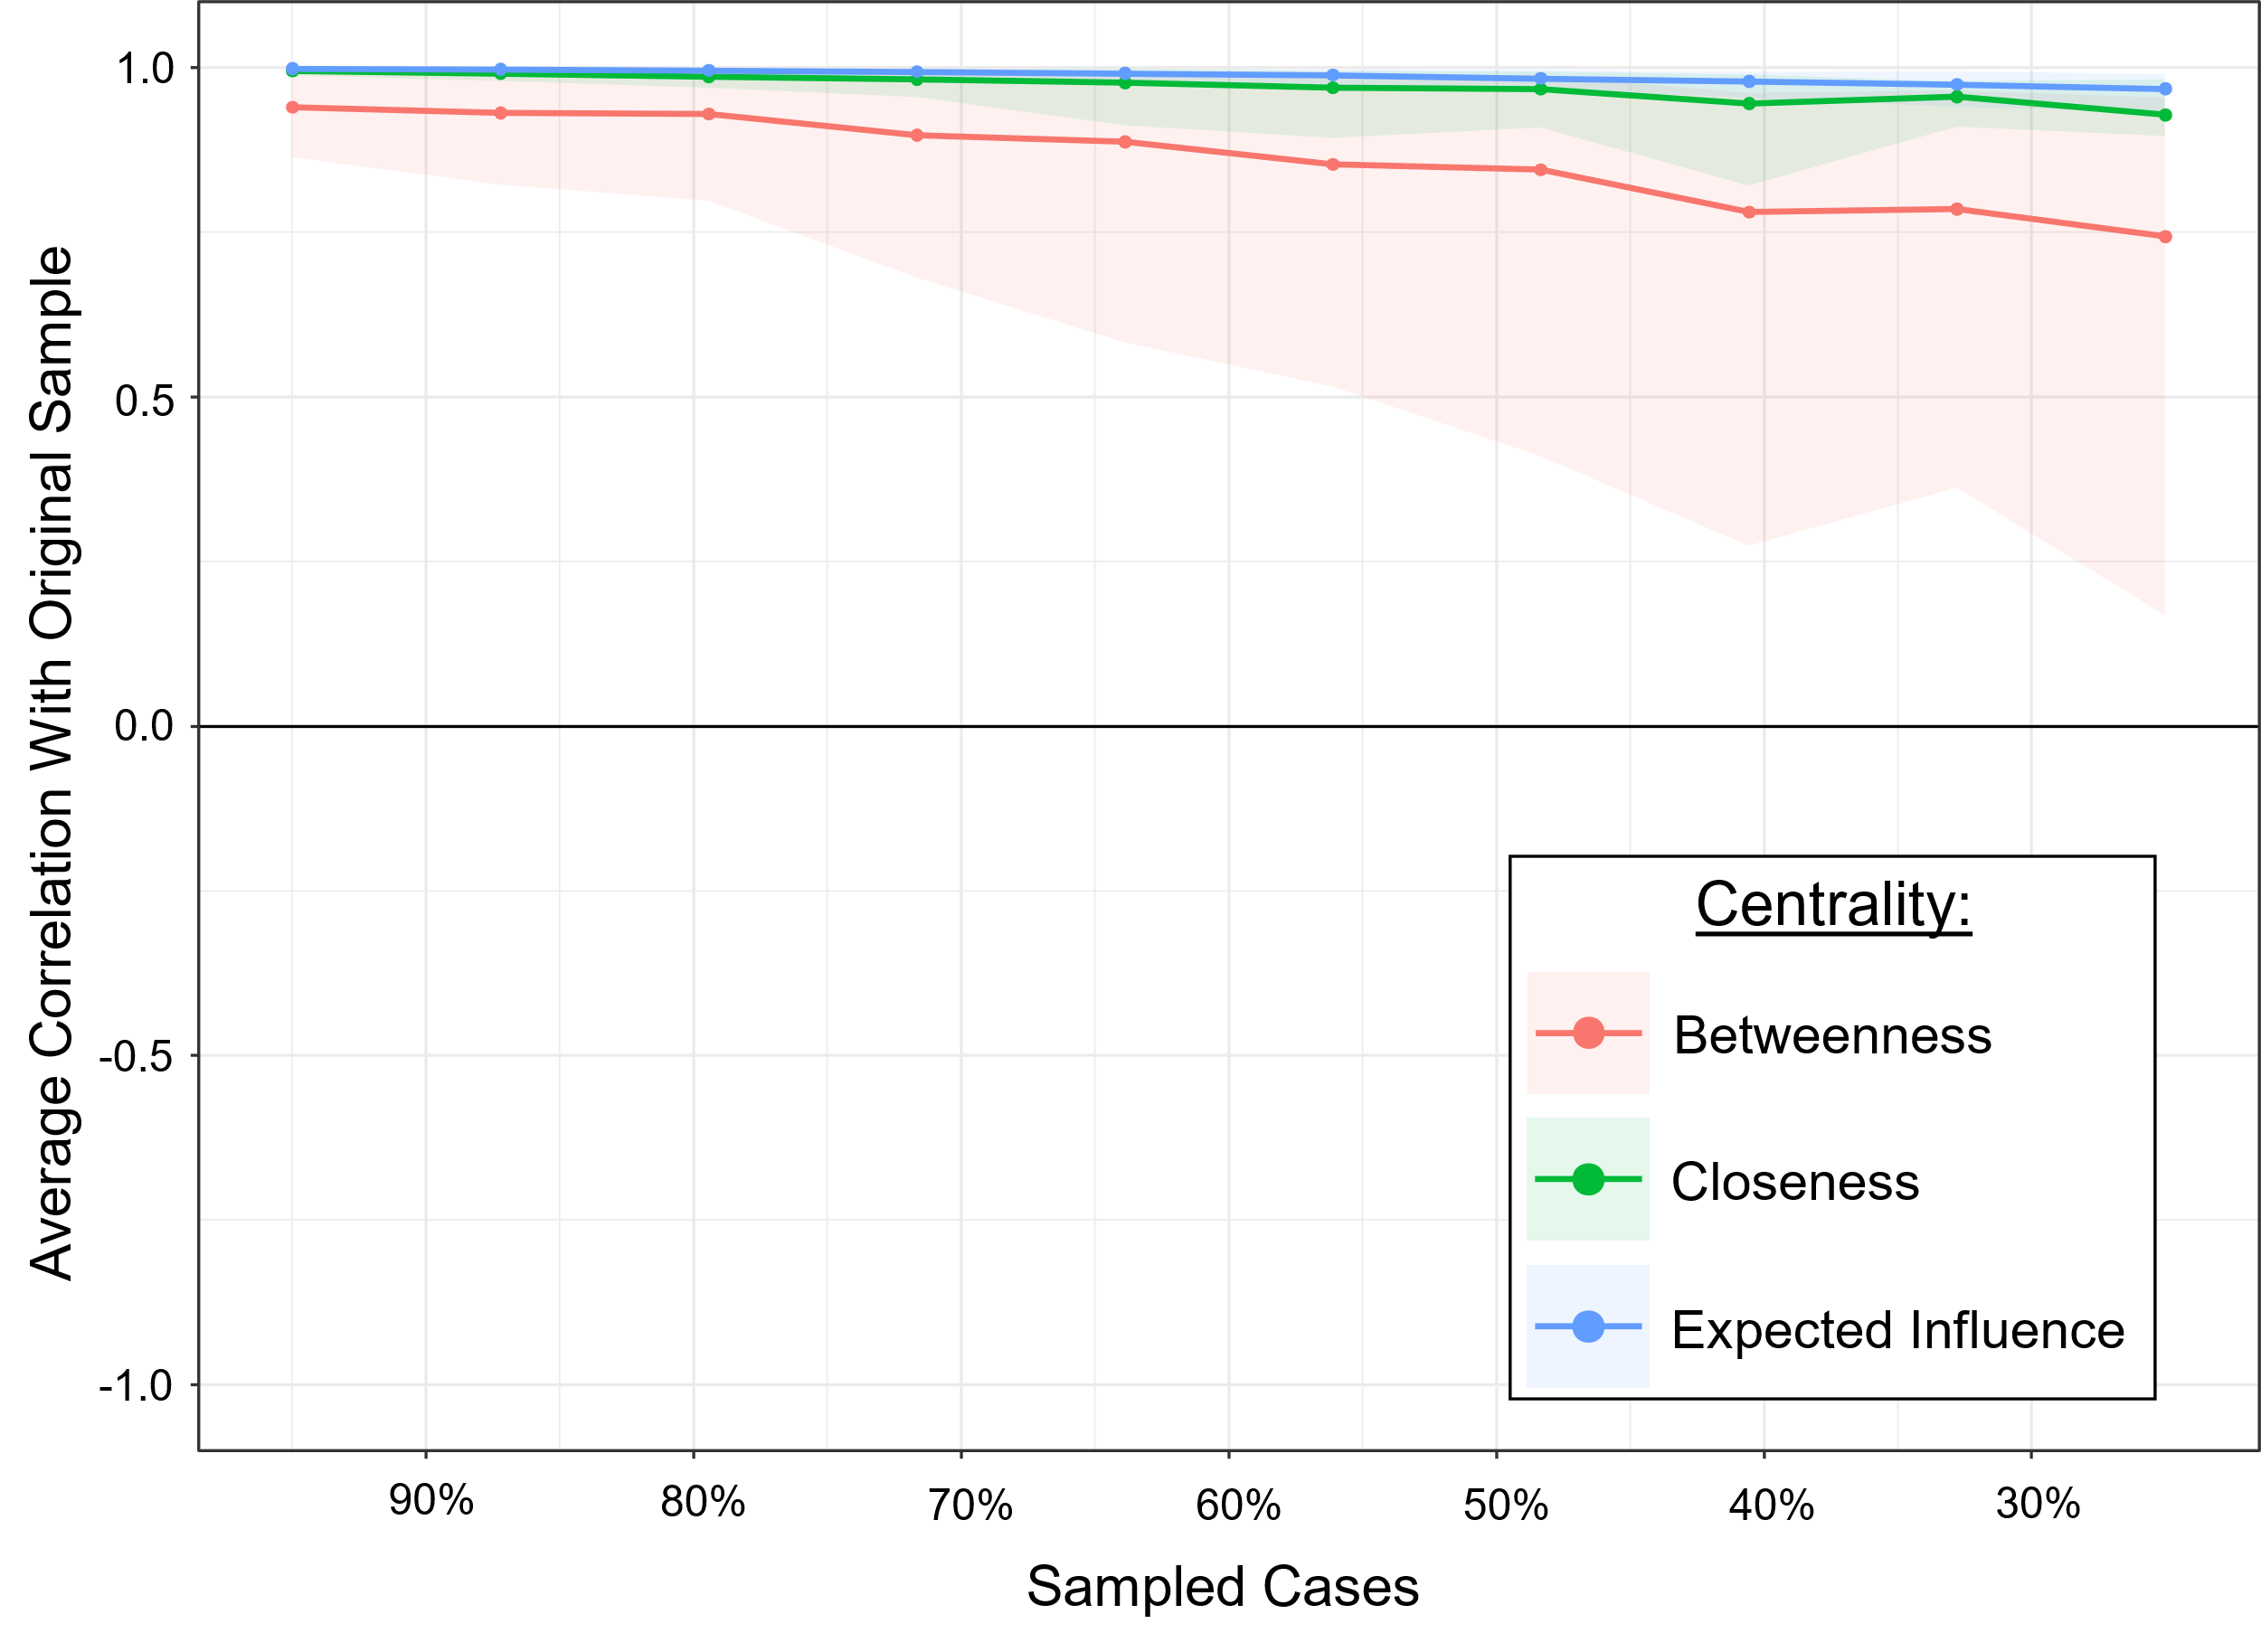 Average Correlation With Original Sample
1.0
0.5
0.0
-0.5
-1.0
Centrality:
Betweenness
Closeness
Expected Influence
90% 80% 70% 60% 50% 40% 30%
Sampled Cases